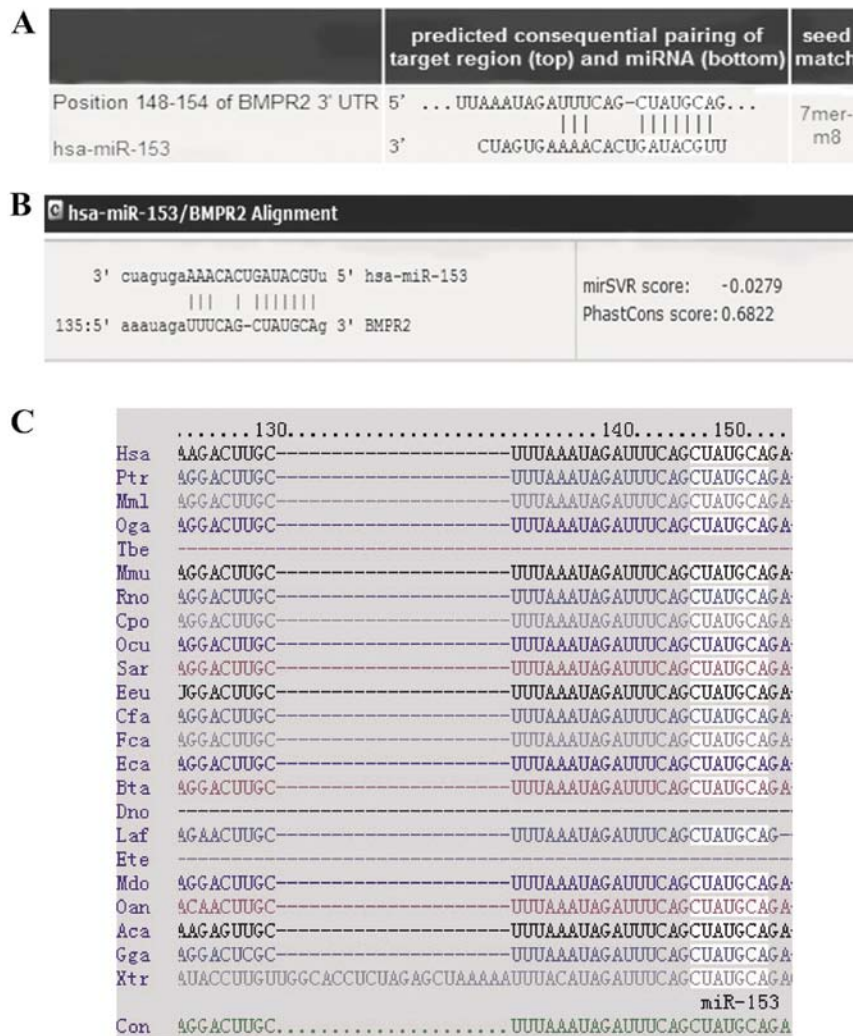 A
predicted consequential pairing of target region (top) and miRNA (bottom)
seed match
Position 148-154 of BMPR2 3' UTR 5' ...UUAAAUAGAUUUCAG-CUAUGCAG...
hsa-miR-153 3' CUAGUGAAAACACUGAUACGUU
7mer-m8
B
hsa-miR-153/BMPR2 Alignment
3' cuagugaAAACACUGAUACGUu 5' hsa-miR-153
135:5' aaauagaUUUCAG-CUAUGCAg 3' BMPR2
mirSVR score: -0.0279
PhastCons score: 0.6822
C
.......130..............................140.......150....
Hsa AAGACUUGC------------------------UUUAAAUAGAUUUCAGCUAUGCAGA-
Ptr AGGACUUGC------------------------UUUAAAUAGAUUUCAGCUAUGCAGA-
Mml AGGACUUGC------------------------UUUAAAUAGAUUUCAGCUAUGCAGA-
Oga AGGACUUGC------------------------UUUAAAUAGAUUUCAGCUAUGCAGA-
Tbe ----------------------------------------------------------
Mmu AGGACUUGC------------------------UUUAAAUAGAUUUCAGCUAUGCAGA-
Rno AGGACUUGC------------------------UUUAAAUAGAUUUCAGCUAUGCAGA-
Cpo AGGACUUGC------------------------UUUAAAUAGAUUUCAGCUAUGCAGA-
Ocu AGGACUUGC------------------------UUUAAAUAGAUUUCAGCUAUGCAGA-
Sar AGGACUUGC------------------------UUUAAAUAGAUUUCAGCUAUGCAGA-
Eeu UGGACUUGC------------------------UUUAAAUAGAUUUCAGCUAUGCAGA-
Cfa AGGACUUGC------------------------UUUAAAUAGAUUUCAGCUAUGCAGA-
Fca AGGACUUGC------------------------UUUAAAUAGAUUUCAGCUAUGCAGA-
Eca AGGACUUGC------------------------UUUAAAUAGAUUUCAGCUAUGCAGA-
Bta AGGACUUGC------------------------UUUAAAUAGAUUUCAGCUAUGCAGA-
Dno ----------------------------------------------------------
Laf AGAACUUGC------------------------UUUAAAUAGAUUUCAGCUAUGCAG--
Ete ----------------------------------------------------------
Mdo AGGACUUGC------------------------UUUAAAUAGAUUUCAGCUAUGCAGA-
Oan ACAACUUGC------------------------UUUAAAUAGAUUUCAGCUAUGCAGA-
Aca AAGAGUUGC------------------------UUUAAAUAGAUUUCAGCUAUGCAGA-
Gga AGGACUCGC------------------------UUUAAAUAGAUUUCAGCUAUGCAGA-
Xtr AUACCUUGUUGGCACCUCUAGAGCUAAAAAUUUACAUAGAUUUCAGCUAUGCAGA
miR-153
Con AGGACUUGC........................UUUAAAUAGAUUUCAGCUAUGCAGA.